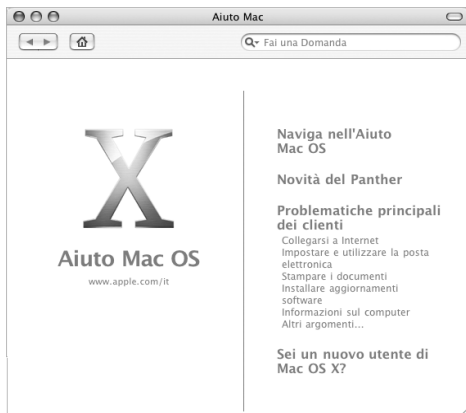 Aiuto Mac
Fai una Domanda
X
Aiuto Mac OS
www.apple.com/it
Naviga nell'Aiuto
Mac OS
Novità del Panther
Problematiche principali
dei clienti
Collegarsi a Internet
Impostare e utilizzare la posta
elettronica
Stampare i documenti
Installare aggiornamenti
software
Informazioni sul computer
Altri argomenti...
Sei un nuovo utente di
Mac OS X?